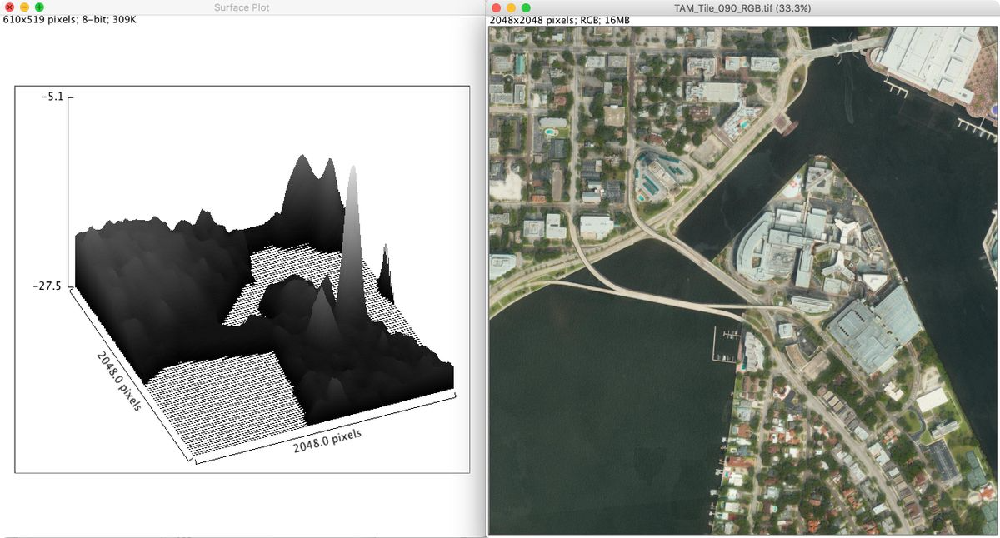 Surface Plot
610x519 pixels; 8-bit; 309K
-5.1
-27.5
2048.0 pixels
2048.0 pixels
TAM_Tile_090_RGB.tif (33.3%)
2048x2048 pixels; RGB; 16MB